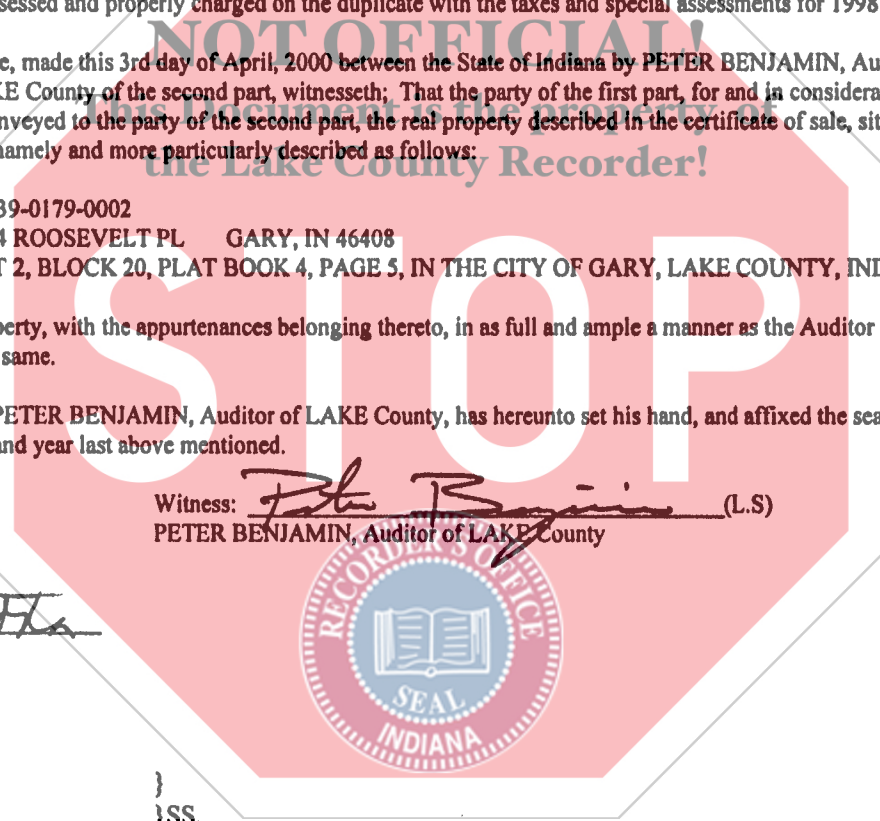 sessed and properly charged on the duplicate with the taxes and special assessments for 1998
NOT OFFICIAL!
e, made this 3rd day of April, 2000 between the State of Indiana by PETER BENJAMIN, Au
KE County of the second part, witnesseth; That the party of the first part, for and in considera
This Document is the property of
nveyed to the party of the second part, the real property described in the certificate of sale, sit
namely and more particularly described as follows:
the Lake County Recorder!
39-0179-0002
4 ROOSEVELT PL GARY, IN 46408
T 2, BLOCK 20, PLAT BOOK 4, PAGE 5, IN THE CITY OF GARY, LAKE COUNTY, IND
STOP
perty, with the appurtenances belonging thereto, in as full and ample a manner as the Auditor
same.
PETER BENJAMIN, Auditor of LAKE County, has hereunto set his hand, and affixed the sea
and year last above mentioned.
Witness: Peter Benjamin (L.S)
PETER BENJAMIN, Auditor of LAKE County
RECORDER'S OFFICE
SEAL
INDIANA
}
}SS